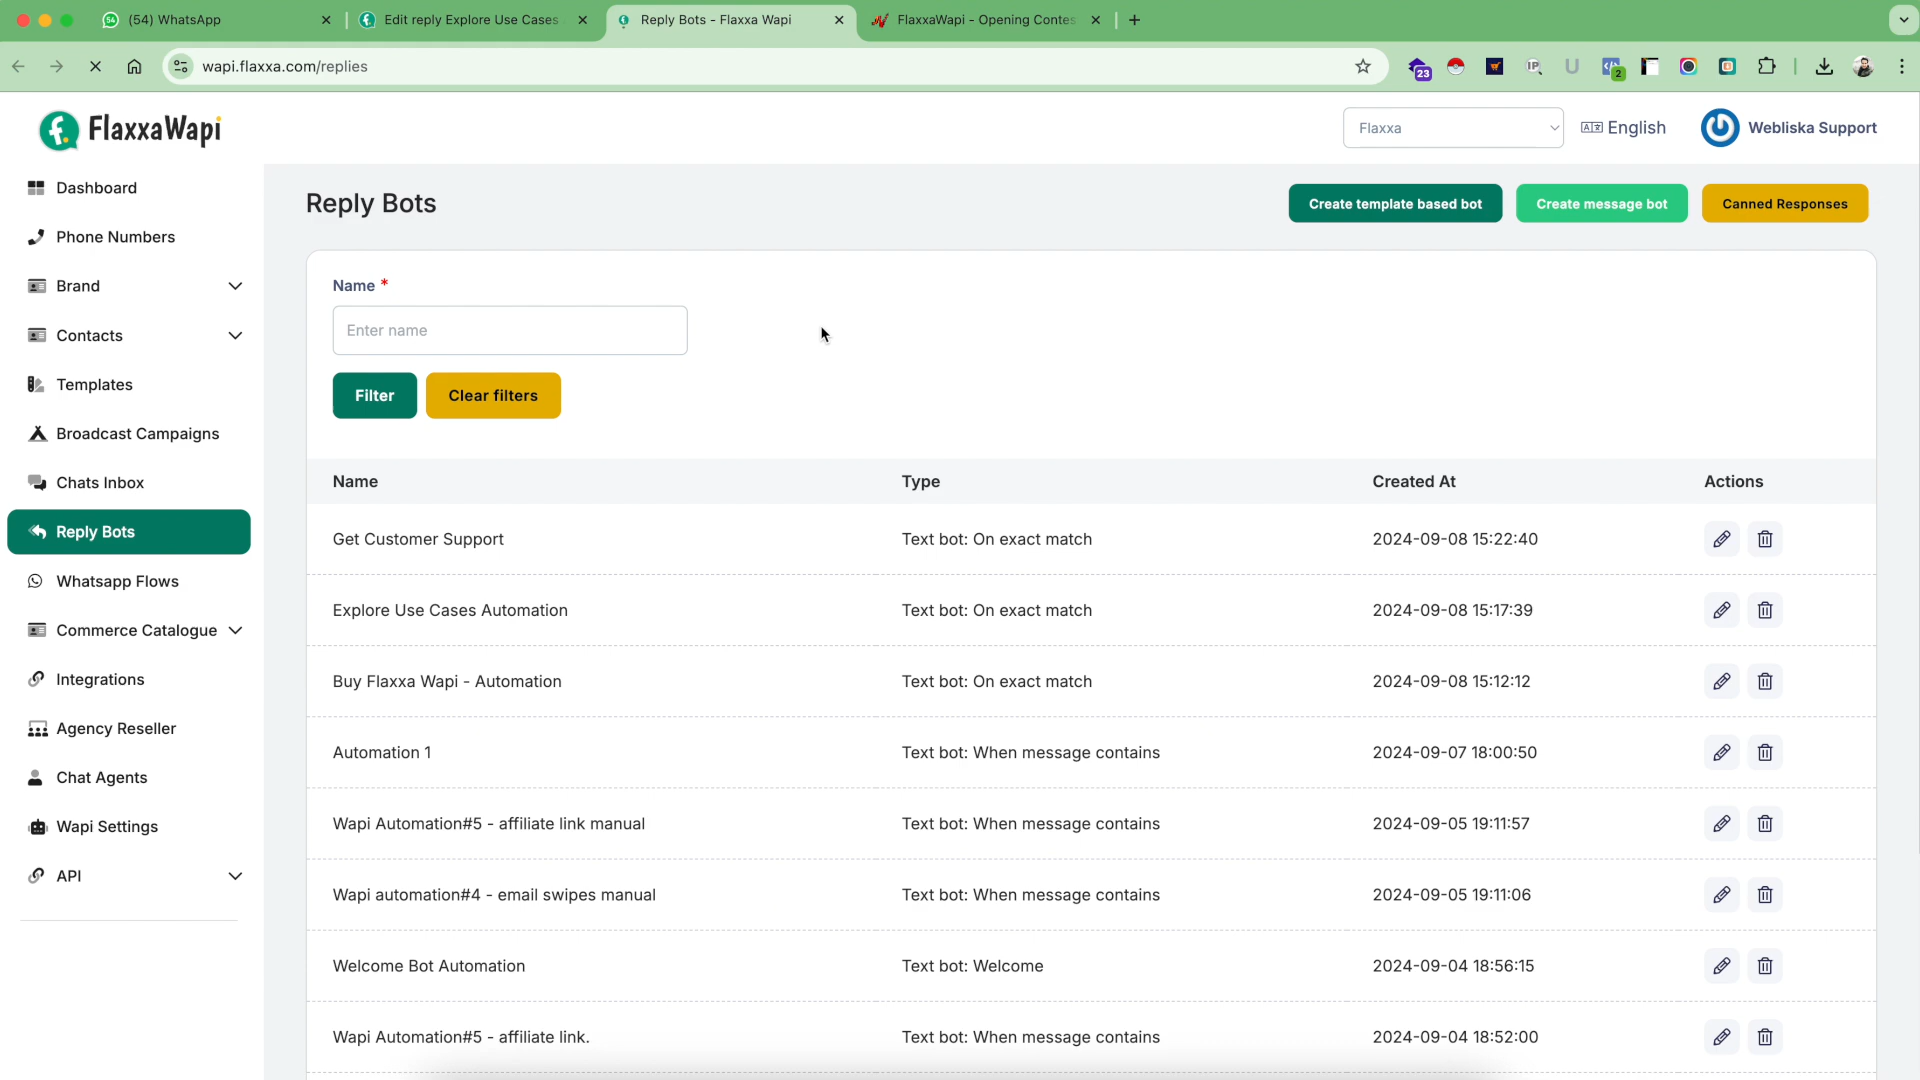 54 (54) WhatsApp
Edit reply Explore Use Cases
Reply Bots - Flaxxa Wapi
FlaxxaWapi - Opening Contes
wapi.flaxxa.com/replies
23
IP
U
2
FlaxxaWapi
Flaxxa
English
Webliska Support
Dashboard
Phone Numbers
Brand
Contacts
Templates
Broadcast Campaigns
Chats Inbox
Reply Bots
Whatsapp Flows
Commerce Catalogue
Integrations
Agency Reseller
Chat Agents
Wapi Settings
API
Reply Bots
Create template based bot
Create message bot
Canned Responses
Name *
Enter name
Filter
Clear filters
Name Type Created At Actions
Get Customer Support Text bot: On exact match 2024-09-08 15:22:40
Explore Use Cases Automation Text bot: On exact match 2024-09-08 15:17:39
Buy Flaxxa Wapi - Automation Text bot: On exact match 2024-09-08 15:12:12
Automation 1 Text bot: When message contains 2024-09-07 18:00:50
Wapi Automation#5 - affiliate link manual Text bot: When message contains 2024-09-05 19:11:57
Wapi automation#4 - email swipes manual Text bot: When message contains 2024-09-05 19:11:06
Welcome Bot Automation Text bot: Welcome 2024-09-04 18:56:15
Wapi Automation#5 - affiliate link. Text bot: When message contains 2024-09-04 18:52:00